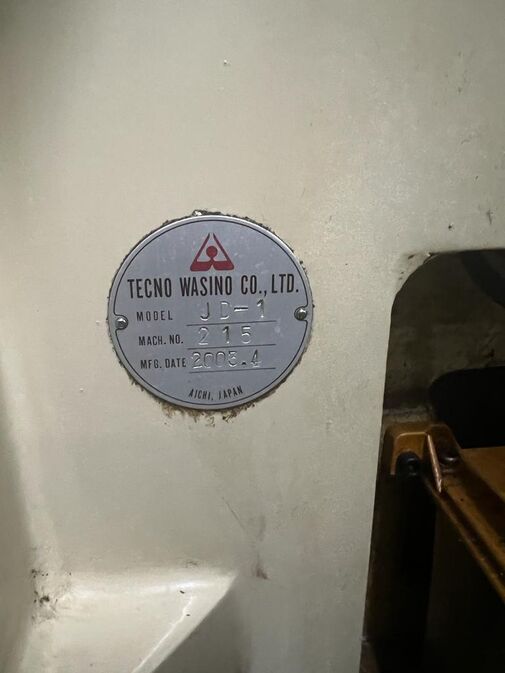 TECNO WASINO CO., LTD.
MODEL JD-1
MACH. NO. 215
MFG. DATE 2003.4
AICHI, JAPAN